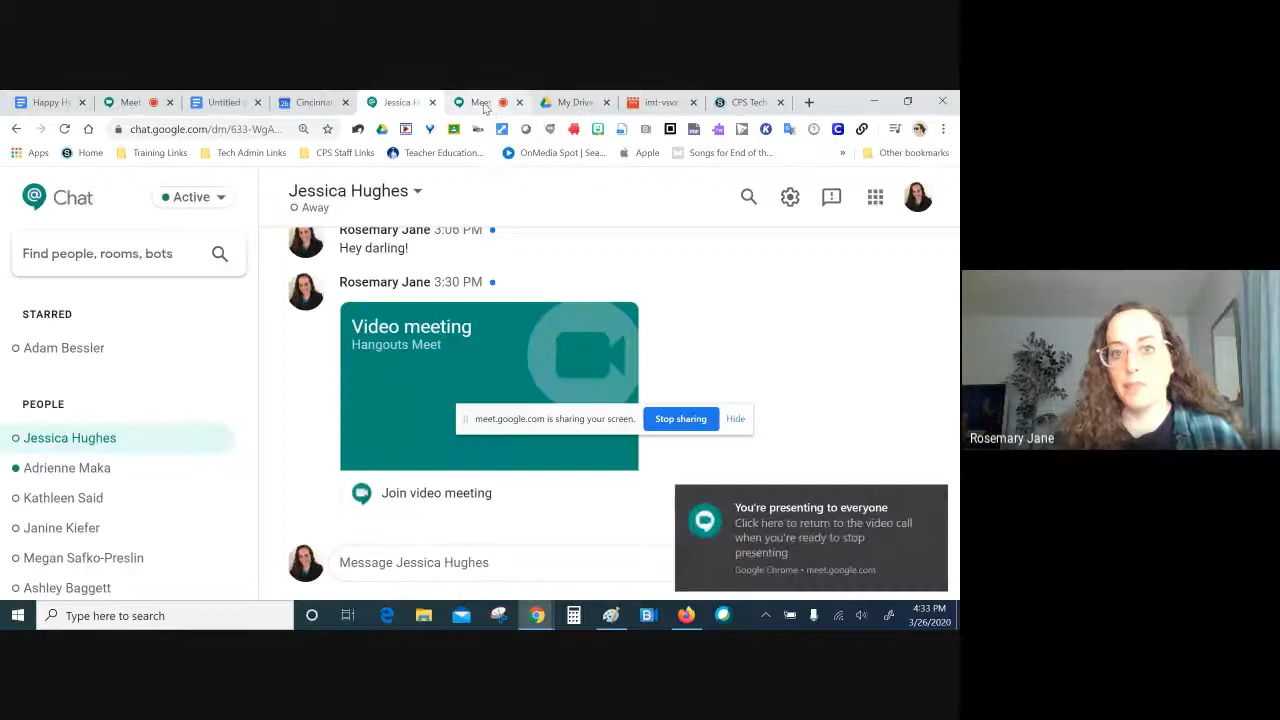 Happy Hy
Meet
Untitled d
Cincinnat
Jessica H
Meet
My Drive
imt-vsvx
CPS Tech
chat.google.com/dm/633-WgA
Apps
Home
Training Links
Tech Admin Links
CPS Staff Links
Teacher Education...
OnMedia Spot | Sea...
Apple
Songs for End of th...
»
Other bookmarks
Chat
Active
Find people, rooms, bots
STARRED
Adam Bessler
PEOPLE
Jessica Hughes
Adrienne Maka
Kathleen Said
Janine Kiefer
Megan Safko-Preslin
Ashley Baggett
Jessica Hughes
Away
Rosemary Jane 3:06 PM
Hey darling!
Rosemary Jane 3:30 PM
Video meeting
Hangouts Meet
meet.google.com is sharing your screen.
Stop sharing
Hide
Join video meeting
Message Jessica Hughes
You're presenting to everyone
Click here to return to the video call
when you're ready to stop
presenting
Google Chrome • meet.google.com
Type here to search
4:33 PM
3/26/2020
Rosemary Jane